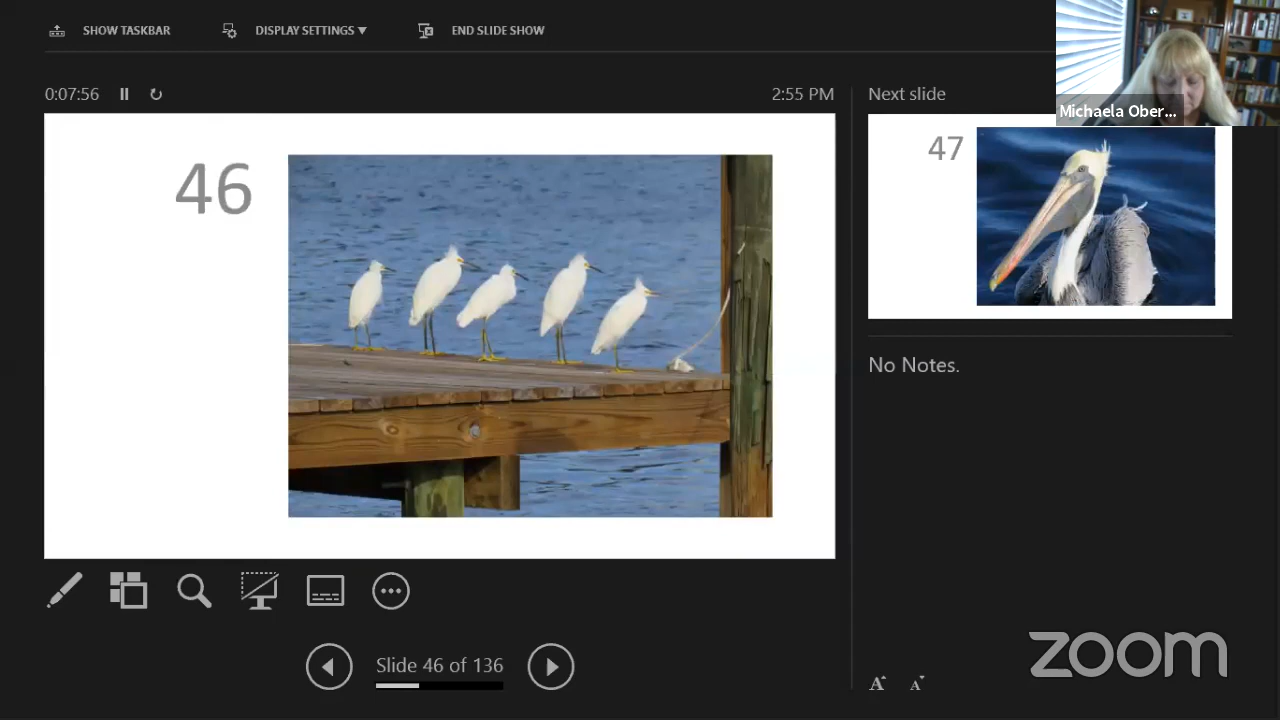 SHOW TASKBAR
DISPLAY SETTINGS
END SLIDE SHOW
0:07:56
2:55 PM
Next slide
Michaela Ober...
46
47
No Notes.
Slide 46 of 136
A A
zoom